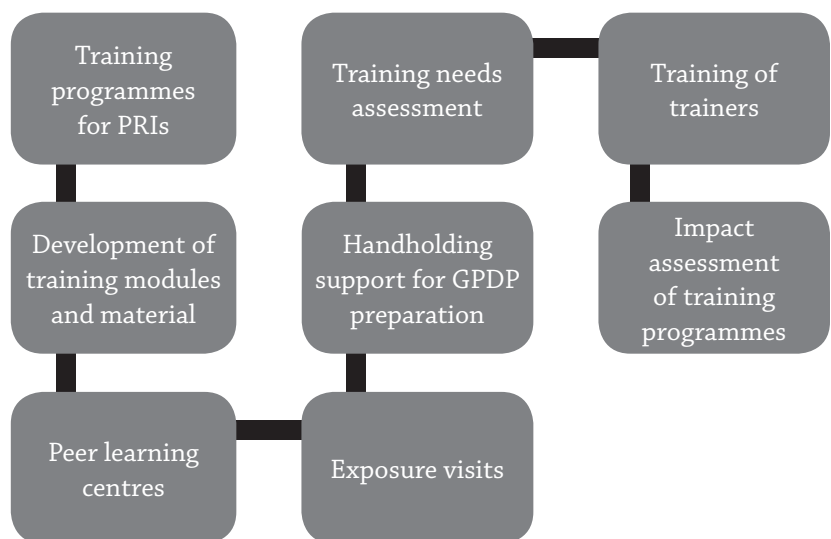 Training
programmes
for PRIs
Development of
training modules
and material
Peer learning
centres
Exposure visits
Handholding
support for GPDP
preparation
Training needs
assessment
Training of
trainers
Impact
assessment
of training
programmes